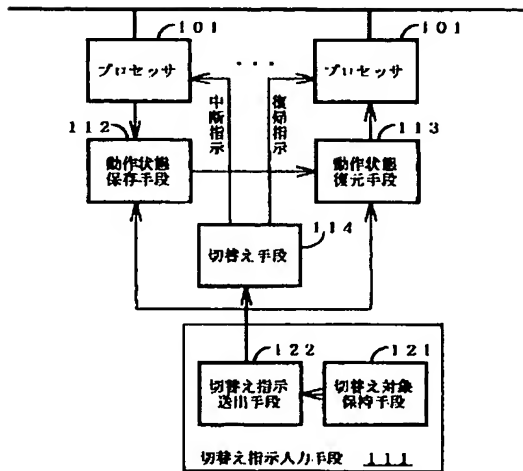 101
101
プロセッサ
...
プロセッサ
中断指示
復帰指示
112
113
動作状態
保存手段
動作状態
復元手段
114
切替え手段
122
121
切替え指示
送出手段
切替え対象
保持手段
切替え指示入力手段 111